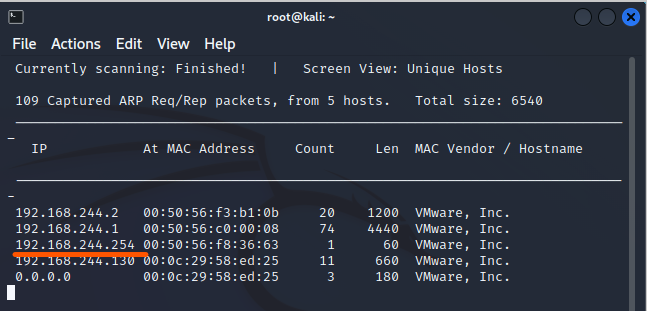 root@kali: ~
File Actions Edit View Help
Currently scanning: Finished! | Screen View: Unique Hosts
109 Captured ARP Req/Rep packets, from 5 hosts. Total size: 6540
IP At MAC Address Count Len MAC Vendor / Hostname
192.168.244.2 00:50:56:f3:b1:0b 20 1200 VMware, Inc.
192.168.244.1 00:50:56:c0:00:08 74 4440 VMware, Inc.
192.168.244.254 00:50:56:f8:36:63 1 60 VMware, Inc.
192.168.244.130 00:0c:29:58:ed:25 11 660 VMware, Inc.
0.0.0.0 00:0c:29:58:ed:25 3 180 VMware, Inc.